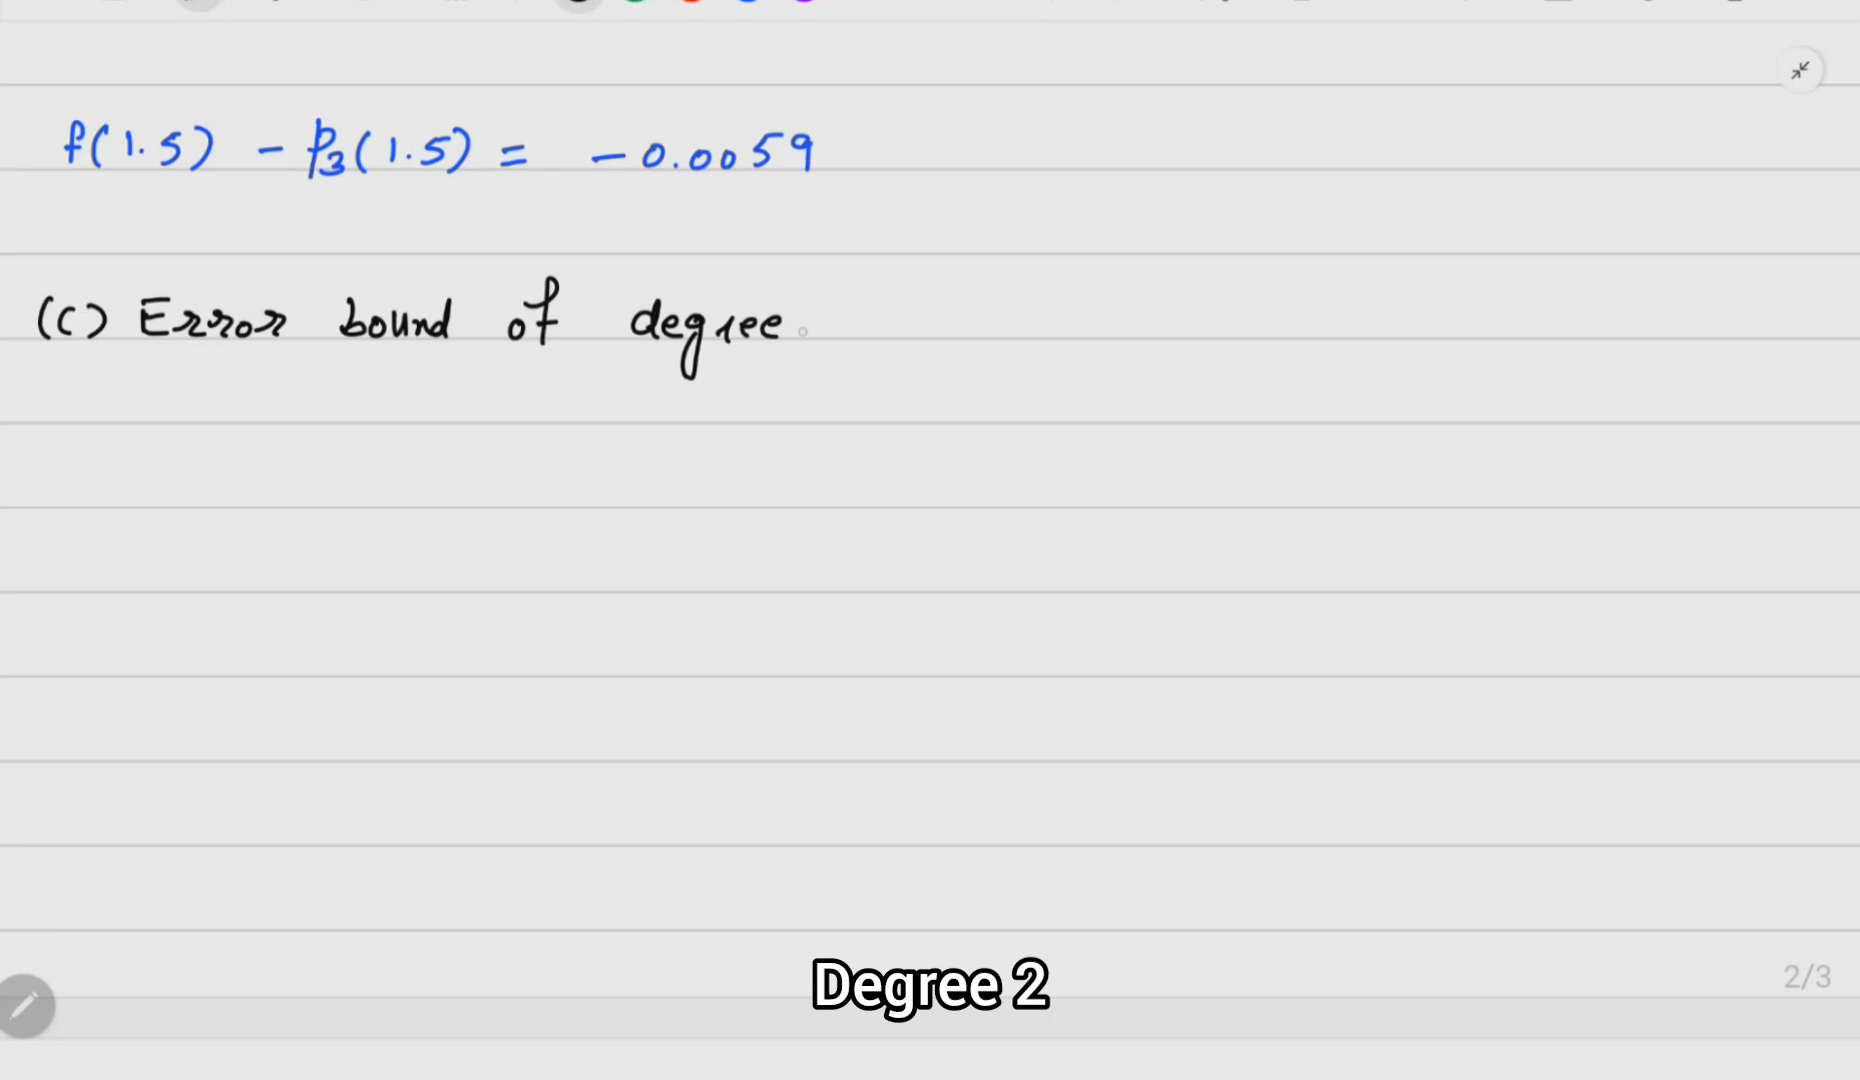 f(1.5) - p₃(1.5) = -0.0059
(c) Error bound of degree
Degree 2
2/3